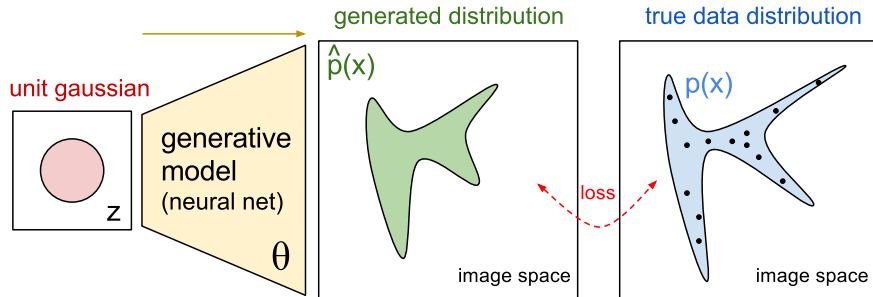 generated distribution
true data distribution
unit gaussian
p̂(x)
p(x)
generative
model
(neural net)
z
θ
loss
image space
image space